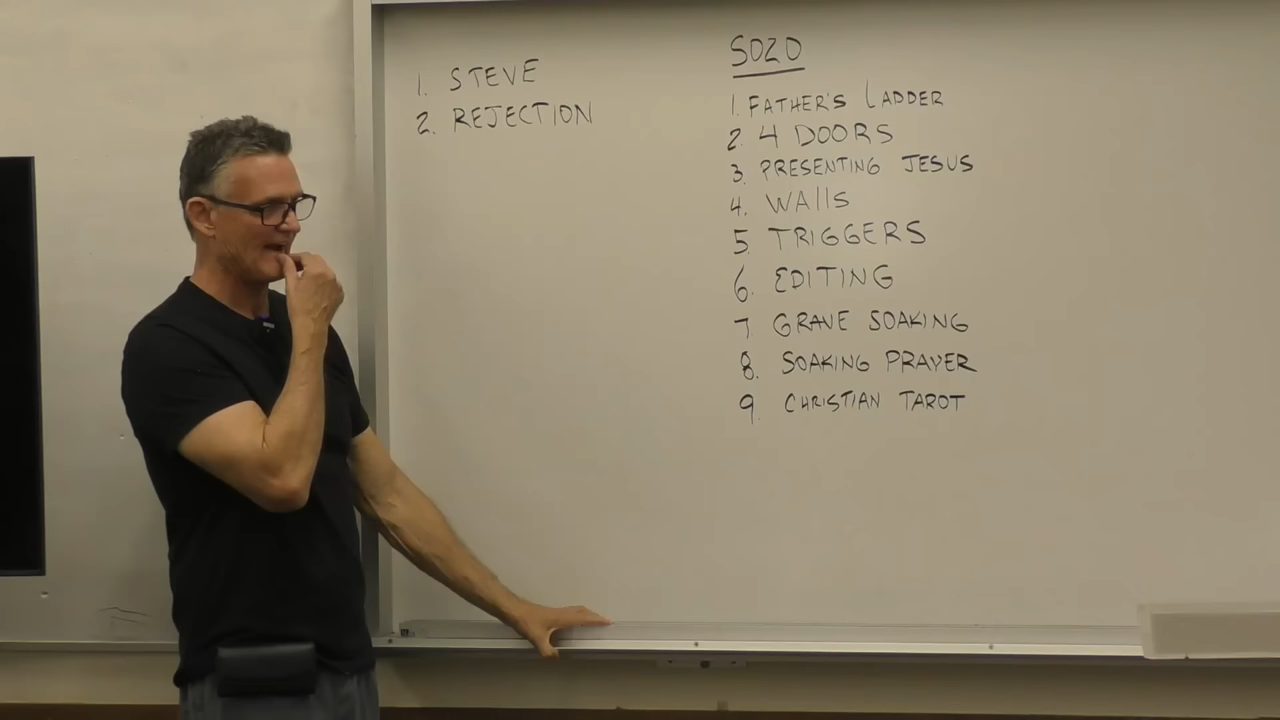 1. STEVE
2. REJECTION
SOZO
1. FATHER'S LADDER
2. 4 DOORS
3. PRESENTING JESUS
4. WAllS
5. TRIGGERS
6. EDITING
7. GRAVE SOAKING
8. SOAKING PRAYER
9. CHRISTIAN TAROT